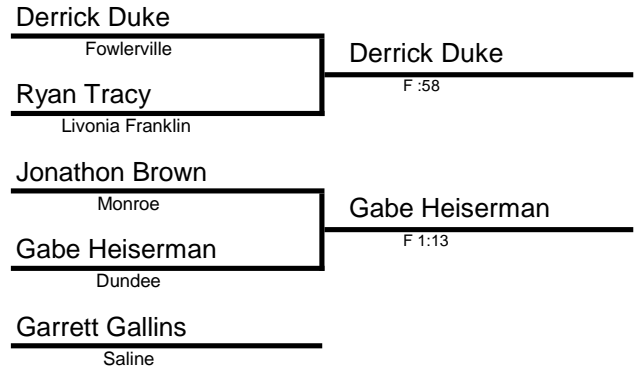 Derrick Duke
Fowlerville
Derrick Duke
F :58
Ryan Tracy
Livonia Franklin
Jonathon Brown
Monroe
Gabe Heiserman
F 1:13
Gabe Heiserman
Dundee
Garrett Gallins
Saline